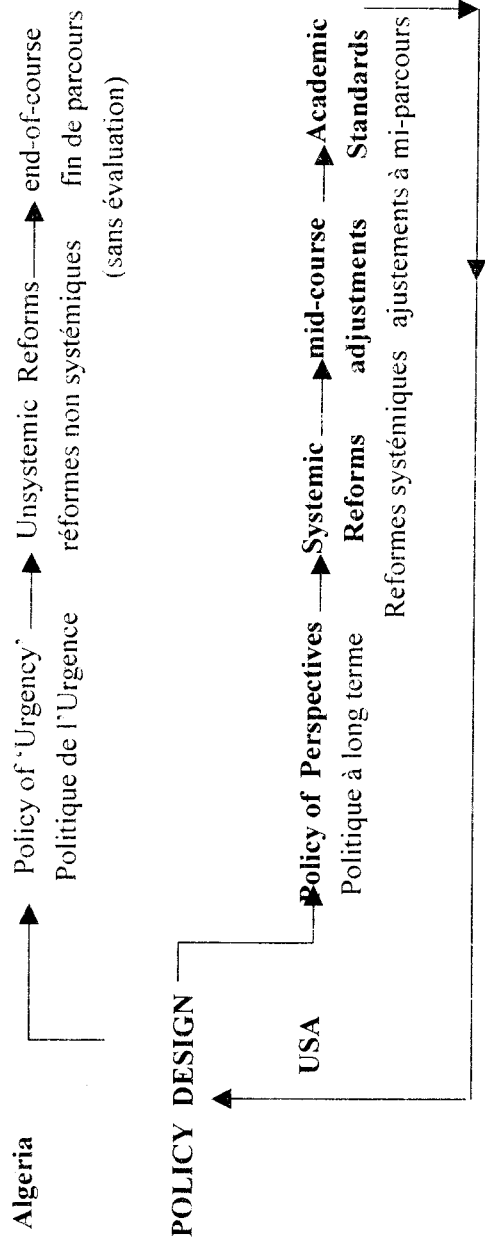 Algeria
Policy of 'Urgency' Unsystemic Reforms end-of-course
Politique de l'Urgence réformes non systémiques fin de parcours
(sans évaluation)
POLICY DESIGN
USA
Policy of Perspectives Systemic mid-course Academic
Politique à long terme Reforms adjustments Standards
Reformes systémiques ajustements à mi-parcours